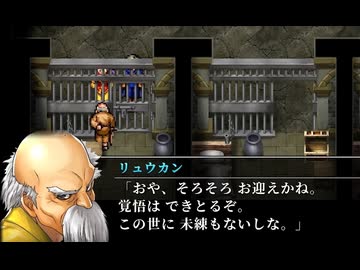 リュウカン
「おや、そろそろ お迎えかね。
覚悟は できとるぞ。
この世に 未練もないしな。」